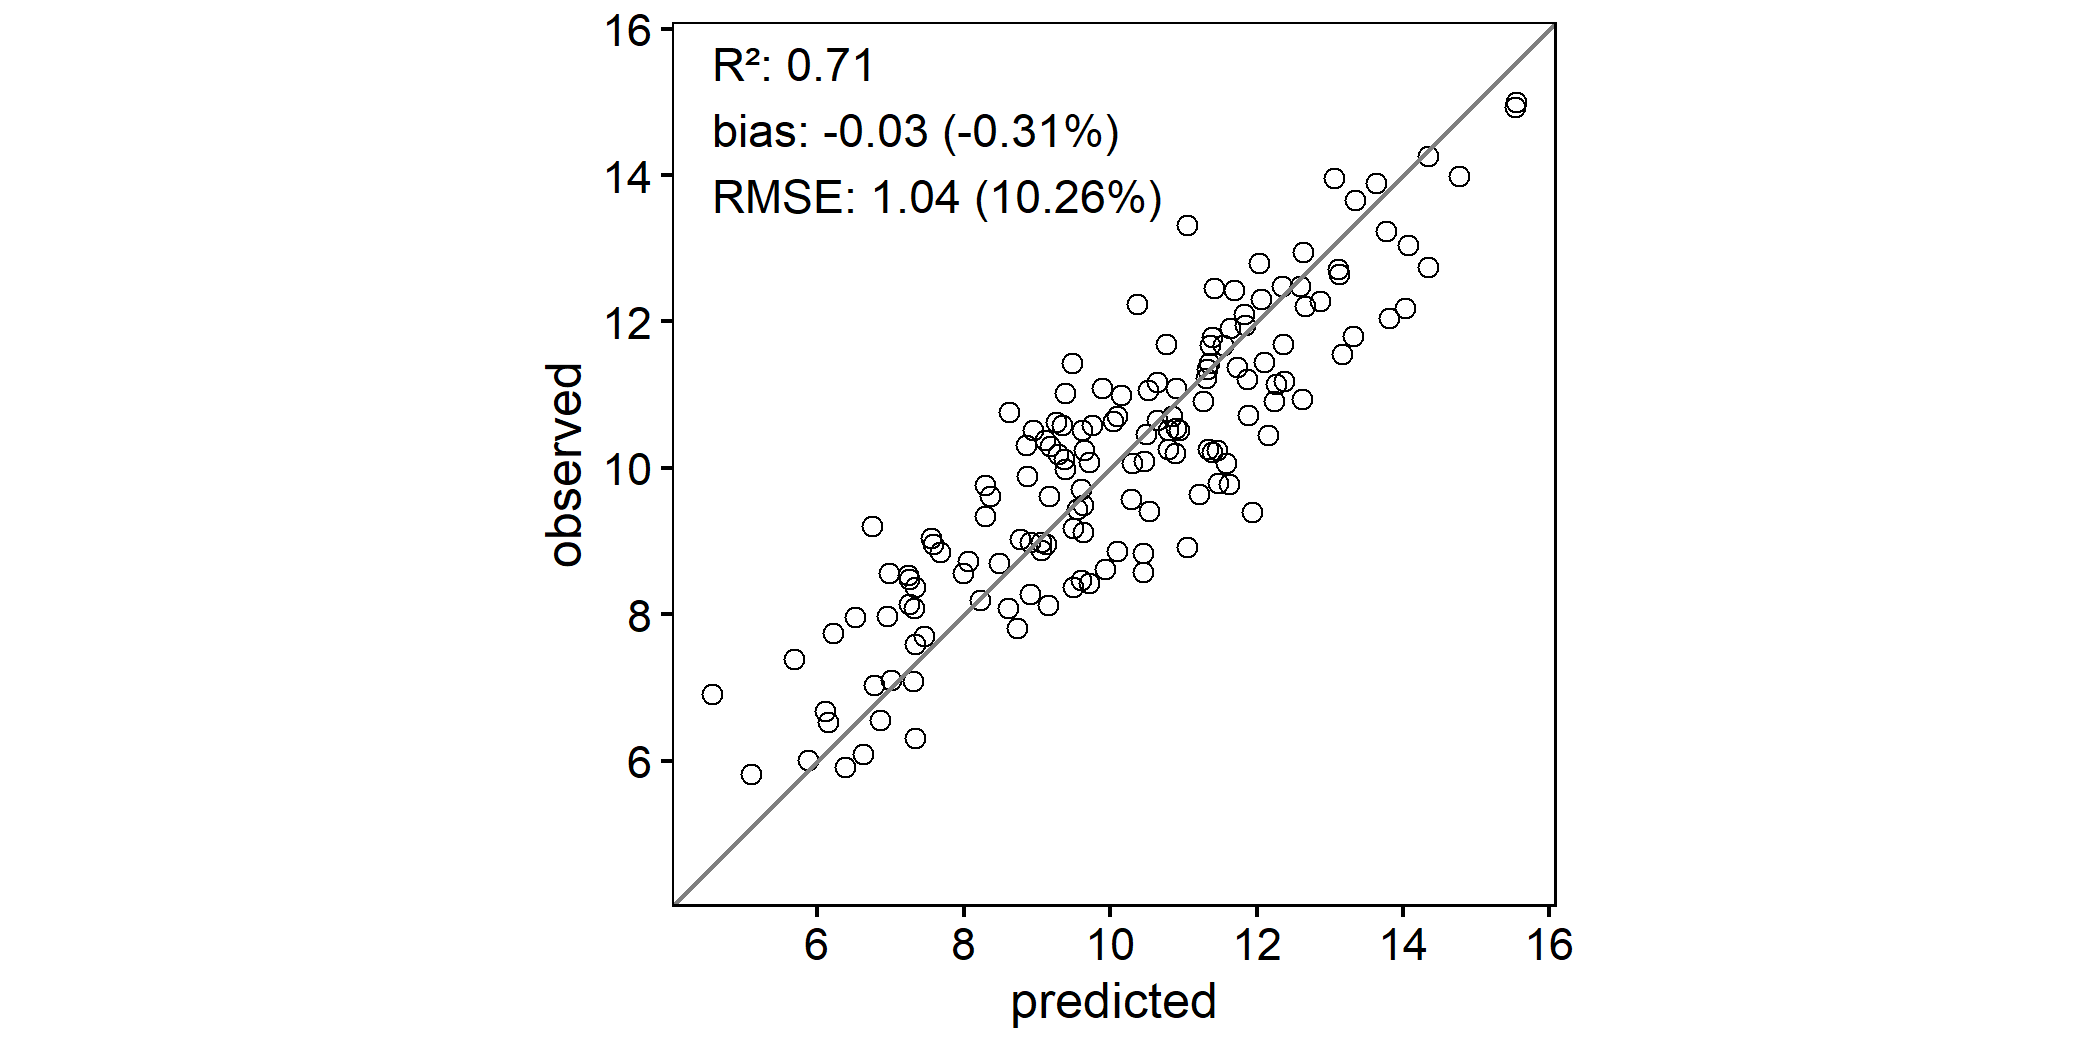 R²: 0.71
bias: -0.03 (-0.31%)
RMSE: 1.04 (10.26%)
16
14
12
10
8
6
observed
6 8 10 12 14 16
predicted